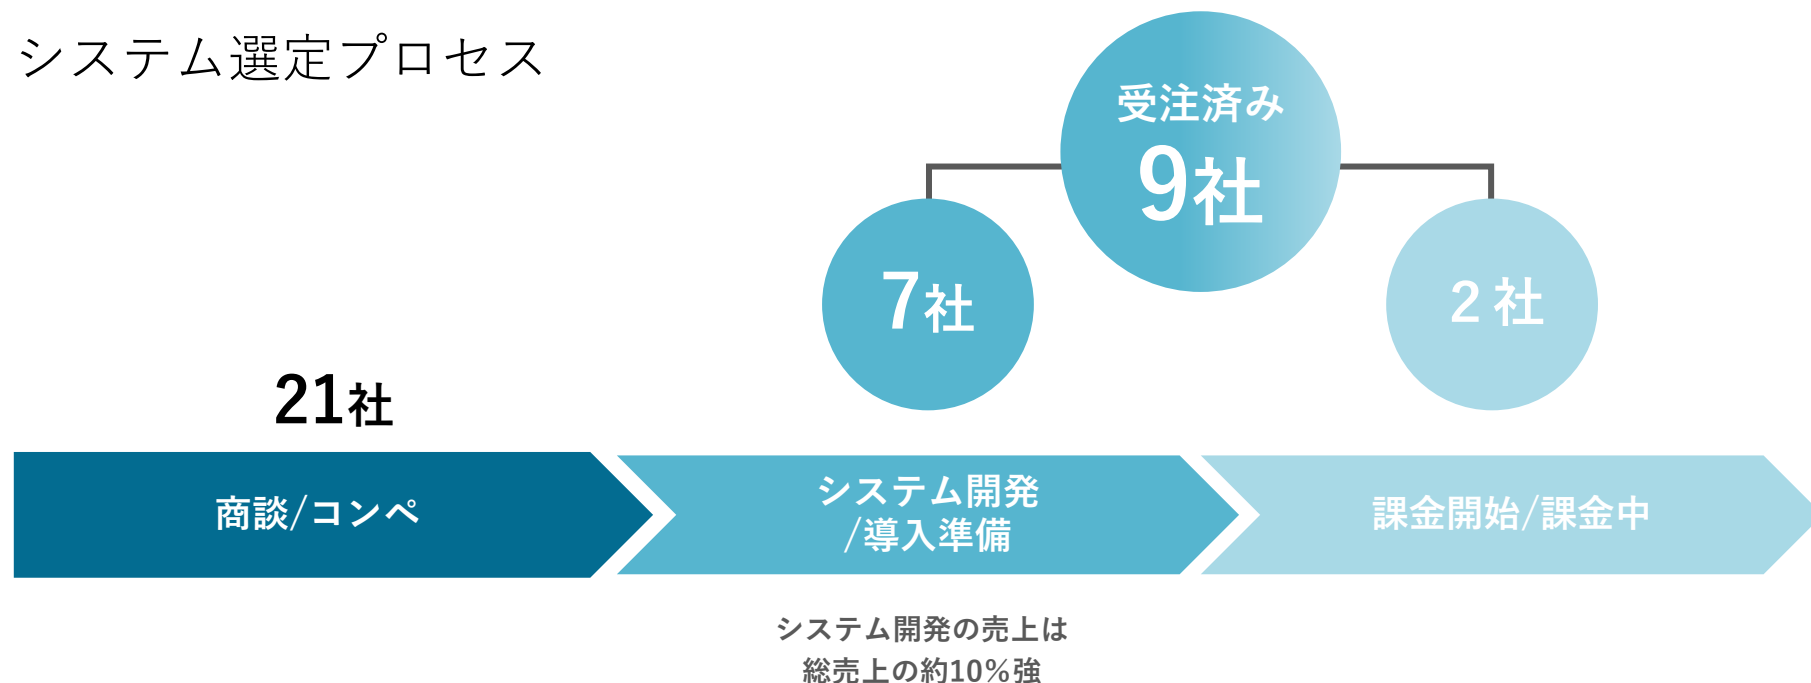 システム選定プロセス
受注済み
9社
7社
2社
21社
商談/コンペ
システム開発
/導入準備
課金開始/課金中
システム開発の売上は
総売上の約10%強